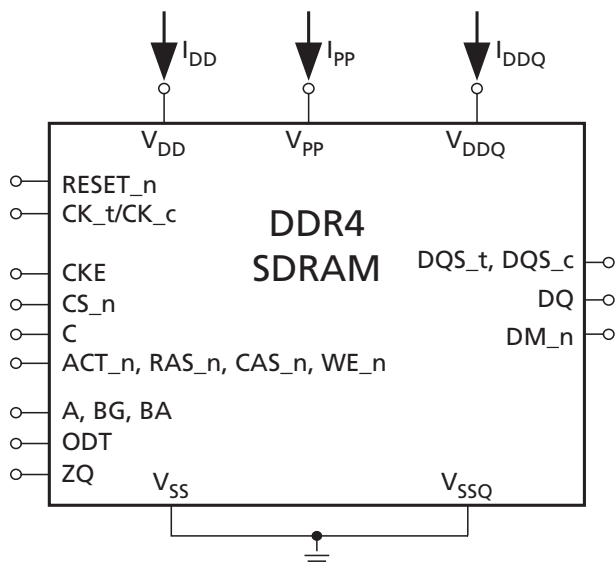 I_DD I_PP I_DDQ
V_DD V_PP V_DDQ
RESET_n
CK_t/CK_c
DDR4
SDRAM
CKE
CS_n
C
ACT_n, RAS_n, CAS_n, WE_n
A, BG, BA
ODT
ZQ
DQS_t, DQS_c
DQ
DM_n
V_SS V_SSQ